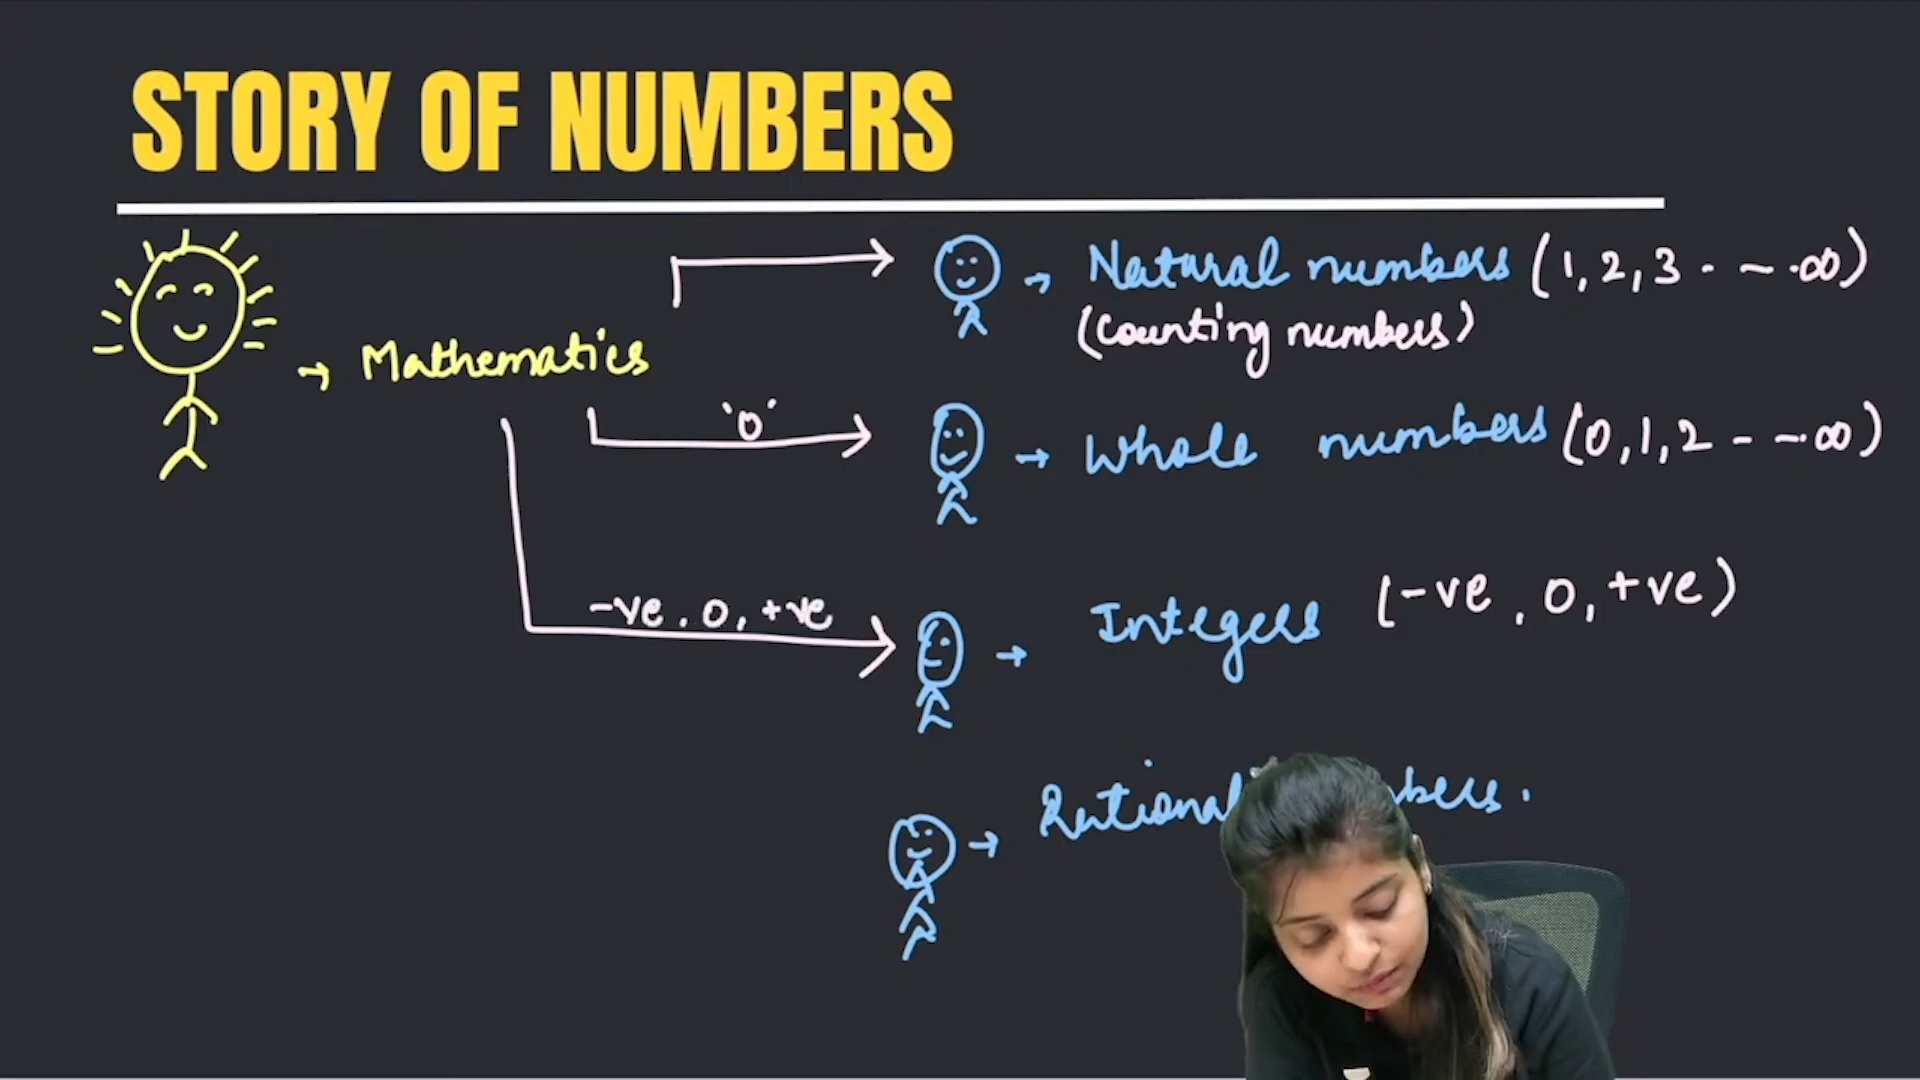 STORY OF NUMBERS
→ Natural numbers (1, 2, 3 - - -∞)
(counting numbers)
→ Mathematics
'0'
→ Whole numbers (0, 1, 2 - - -∞)
-ve, 0, +ve
→ Integers (-ve, 0, +ve)
→ Rational